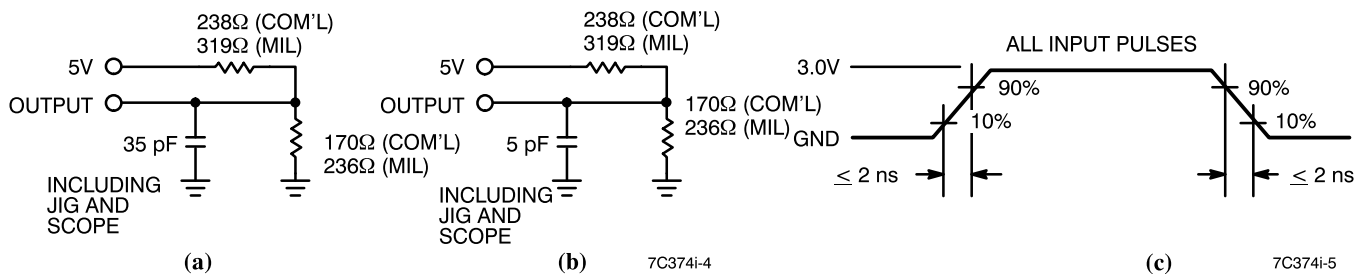 238Ω (COM'L)
319Ω (MIL)
5V
OUTPUT
35 pF
170Ω (COM'L)
236Ω (MIL)
INCLUDING
JIG AND
SCOPE
(a)
238Ω (COM'L)
319Ω (MIL)
5V
OUTPUT
5 pF
170Ω (COM'L)
236Ω (MIL)
INCLUDING
JIG AND
SCOPE
(b)
7C374i-4
ALL INPUT PULSES
3.0V
90%
10%
GND
≤ 2 ns
90%
10%
≤ 2 ns
(c)
7C374i-5